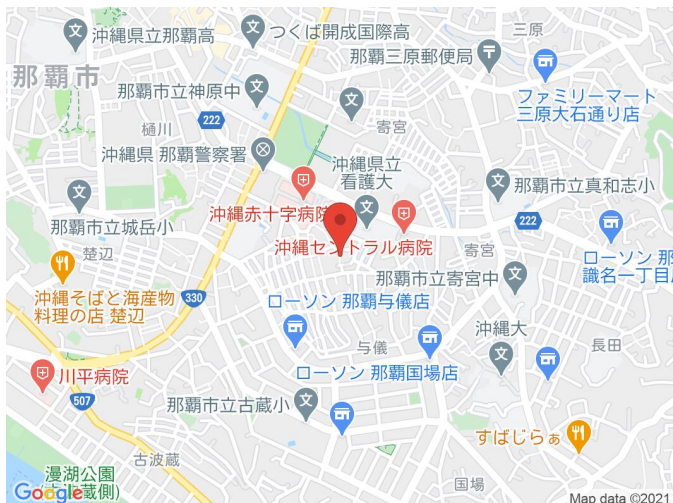 沖縄県立那覇高
つくば開成国際高
三原
那覇三原郵便局
那覇市
那覇市立神原中
ファミリーマート
三原大石通り店
樋川
222
寄宮
沖縄県 那覇警察署
沖縄県立
看護大
那覇市立真和志小
沖縄赤十字病院
那覇市立城岳小
222
楚辺
沖縄セントラル病院
寄宮
ローソン 那
識名一丁目店
那覇市立寄宮中
沖縄そばと海産物
料理の店 楚辺
330
ローソン 那覇与儀店
沖縄大
与儀
長田
川平病院
ローソン 那覇国場店
507
那覇市立古蔵小
すばじらぁ
古波蔵
漫湖公園
蔵側)
国場
Google
Map data ©2021